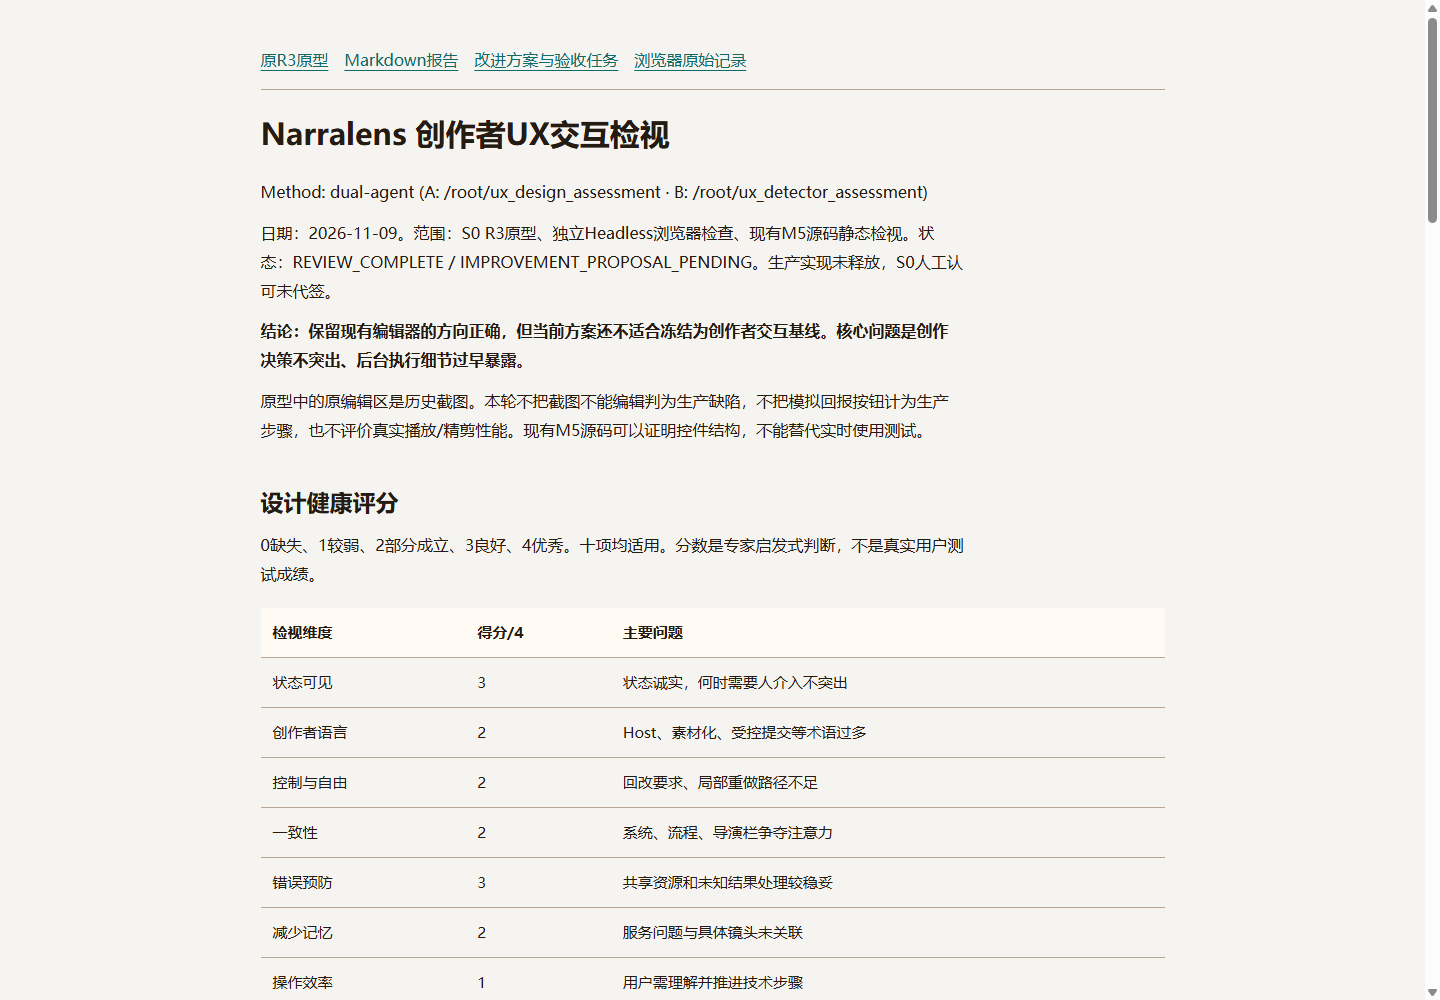 原R3原型 Markdown报告 改进方案与验收任务 浏览器原始记录
Narralens 创作者UX交互检视
Method: dual-agent (A: /root/ux_design_assessment · B: /root/ux_detector_assessment)
日期：2026-11-09。范围：S0 R3原型、独立Headless浏览器检查、现有M5源码静态检视。状
态：REVIEW_COMPLETE / IMPROVEMENT_PROPOSAL_PENDING。生产实现未释放，S0人工认
可未代签。
结论：保留现有编辑器的方向正确，但当前方案还不适合冻结为创作者交互基线。核心问题是创作
决策不突出、后台执行细节过早暴露。
原型中的原编辑区是历史截图。本轮不把截图不能编辑判为生产缺陷，不把模拟回报按钮计为生产
步骤，也不评价真实播放/精剪性能。现有M5源码可以证明控件结构，不能替代实时使用测试。
设计健康评分
0缺失、1较弱、2部分成立、3良好、4优秀。十项均适用。分数是专家启发式判断，不是真实用户测
试成绩。
检视维度 得分/4 主要问题
状态可见 3 状态诚实，何时需要人介入不突出
创作者语言 2 Host、素材化、受控提交等术语过多
控制与自由 2 回改要求、局部重做路径不足
一致性 2 系统、流程、导演栏争夺注意力
错误预防 3 共享资源和未知结果处理较稳妥
减少记忆 2 服务问题与具体镜头未关联
操作效率 1 用户需理解并推进技术步骤